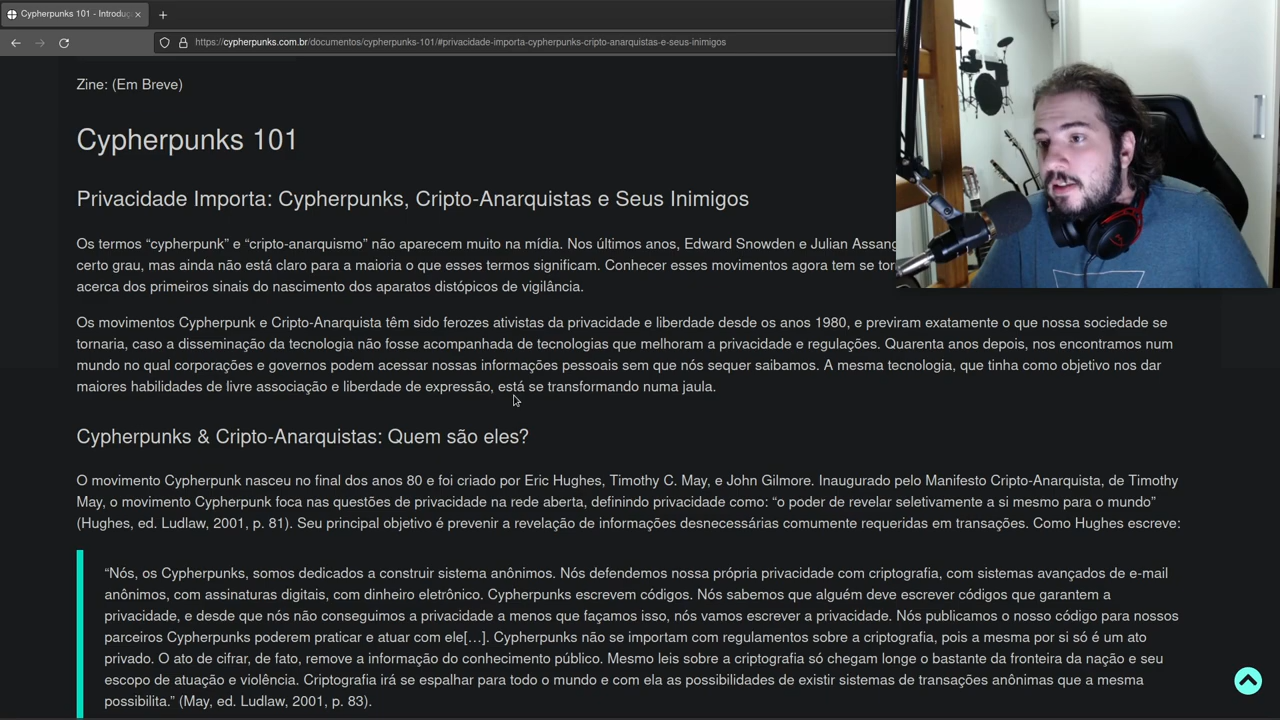 Cypherpunks 101 - Introduç
https://cypherpunks.com.br/documentos/cypherpunks-101/#privacidade-importa-cypherpunks-cripto-anarquistas-e-seus-inimigos
Zine: (Em Breve)
Cypherpunks 101
Privacidade Importa: Cypherpunks, Cripto-Anarquistas e Seus Inimigos
Os termos “cypherpunk” e “cripto-anarquismo” não aparecem muito na mídia. Nos últimos anos, Edward Snowden e Julian Assang
certo grau, mas ainda não está claro para a maioria o que esses termos significam. Conhecer esses movimentos agora tem se tor
acerca dos primeiros sinais do nascimento dos aparatos distópicos de vigilância.
Os movimentos Cypherpunk e Cripto-Anarquista têm sido ferozes ativistas da privacidade e liberdade desde os anos 1980, e previram exatamente o que nossa sociedade se
tornaria, caso a disseminação da tecnologia não fosse acompanhada de tecnologias que melhoram a privacidade e regulações. Quarenta anos depois, nos encontramos num
mundo no qual corporações e governos podem acessar nossas informações pessoais sem que nós sequer saibamos. A mesma tecnologia, que tinha como objetivo nos dar
maiores habilidades de livre associação e liberdade de expressão, está se transformando numa jaula.
Cypherpunks & Cripto-Anarquistas: Quem são eles?
O movimento Cypherpunk nasceu no final dos anos 80 e foi criado por Eric Hughes, Timothy C. May, e John Gilmore. Inaugurado pelo Manifesto Cripto-Anarquista, de Timothy
May, o movimento Cypherpunk foca nas questões de privacidade na rede aberta, definindo privacidade como: “o poder de revelar seletivamente a si mesmo para o mundo”
(Hughes, ed. Ludlaw, 2001, p. 81). Seu principal objetivo é prevenir a revelação de informações desnecessárias comumente requeridas em transações. Como Hughes escreve:
“Nós, os Cypherpunks, somos dedicados a construir sistema anônimos. Nós defendemos nossa própria privacidade com criptografia, com sistemas avançados de e-mail
anônimos, com assinaturas digitais, com dinheiro eletrônico. Cypherpunks escrevem códigos. Nós sabemos que alguém deve escrever códigos que garantem a
privacidade, e desde que nós não conseguimos a privacidade a menos que façamos isso, nós vamos escrever a privacidade. Nós publicamos o nosso código para nossos
parceiros Cypherpunks poderem praticar e atuar com ele[…]. Cypherpunks não se importam com regulamentos sobre a criptografia, pois a mesma por si só é um ato
privado. O ato de cifrar, de fato, remove a informação do conhecimento público. Mesmo leis sobre a criptografia só chegam longe o bastante da fronteira da nação e seu
escopo de atuação e violência. Criptografia irá se espalhar para todo o mundo e com ela as possibilidades de existir sistemas de transações anônimas que a mesma
possibilita.” (May, ed. Ludlaw, 2001, p. 83).